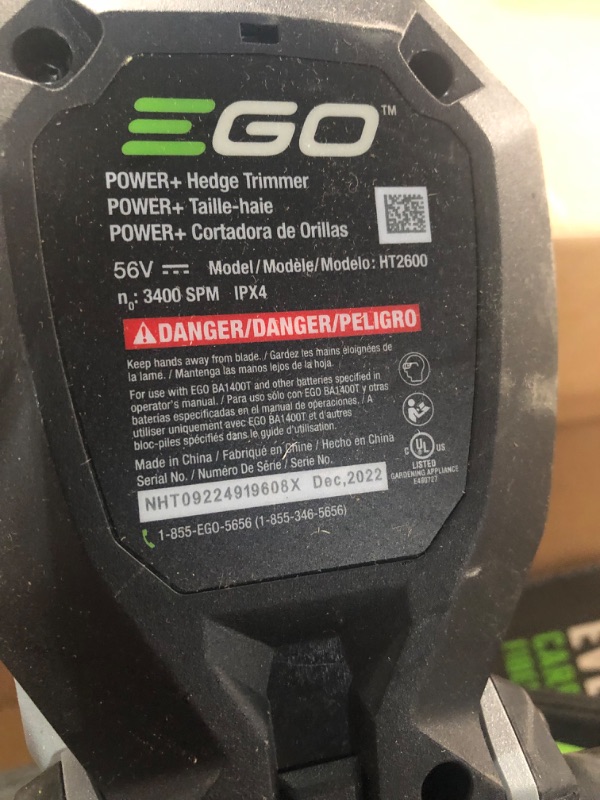 EGO™
POWER+ Hedge Trimmer
POWER+ Taille-haie
POWER+ Cortadora de Orillas
56V Model/Modèle/Modelo: HT2600
n₀: 3400 SPM IPX4
DANGER/DANGER/PELIGRO
Keep hands away from blade. / Gardez les mains éloignées de
la lame. / Mantenga las manos lejos de la hoja.
For use with EGO BA1400T and other batteries specified in
operator's manual. / Para uso sólo con EGO BA1400T y otras
baterías especificadas en el manual de operaciones. / A
utiliser uniquement avec EGO BA1400T et d'autres
bloc-piles spécifiés dans le guide d'utilisation.
Made in China / Fabriqué en Chine / Hecho en China
Serial No. / Numéro De Série / Serie No.
NHT09224919608X Dec,2022
1-855-EGO-5656 (1-855-346-5656)
C UL US
LISTED
GARDENING APPLIANCE